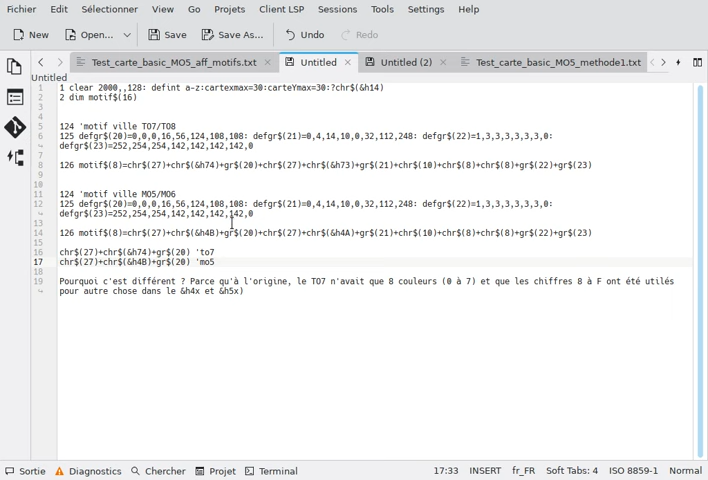 Fichier Edit Sélectionner View Go Projets Client LSP Sessions Tools Settings Help
New Open... Save Save As... Undo Redo
Test_carte_basic_MO5_aff_motifs.txt Untitled Untitled (2) Test_carte_basic_MO5_methode1.txt
Untitled
1 1 clear 2000,,128: defint a-z:cartexmax=30:carteYmax=30:?chr$(&h14)
2 2 dim motif$(16)
3
4
5 124 'motif ville TO7/TO8
6 125 defgr$(20)=0,0,0,16,56,124,108,108: defgr$(21)=0,4,14,10,0,32,112,248: defgr$(22)=1,3,3,3,3,3,3,0:
defgr$(23)=252,254,254,142,142,142,142,0
7
8 126 motif$(8)=chr$(27)+chr$(&h74)+gr$(20)+chr$(27)+chr$(&h73)+gr$(21)+chr$(10)+chr$(8)+chr$(8)+gr$(22)+gr$(23)
9
10
11 124 'motif ville MO5/MO6
12 125 defgr$(20)=0,0,0,16,56,124,108,108: defgr$(21)=0,4,14,10,0,32,112,248: defgr$(22)=1,3,3,3,3,3,3,0:
defgr$(23)=252,254,254,142,142,142,142,0
13
14 126 motif$(8)=chr$(27)+chr$(&h4B)+gr$(20)+chr$(27)+chr$(&h4A)+gr$(21)+chr$(10)+chr$(8)+chr$(8)+gr$(22)+gr$(23)
15
16 chr$(27)+chr$(&h74)+gr$(20) 'to7
17 chr$(27)+chr$(&h4B)+gr$(20) 'mo5
18
19 Pourquoi c'est différent ? Parce qu'à l'origine, le TO7 n'avait que 8 couleurs (0 à 7) et que les chiffres 8 à F ont été utilés
pour autre chose dans le &h4x et &h5x)
Sortie Diagnostics Chercher Projet Terminal 17:33 INSERT fr_FR Soft Tabs: 4 ISO 8859-1 Normal